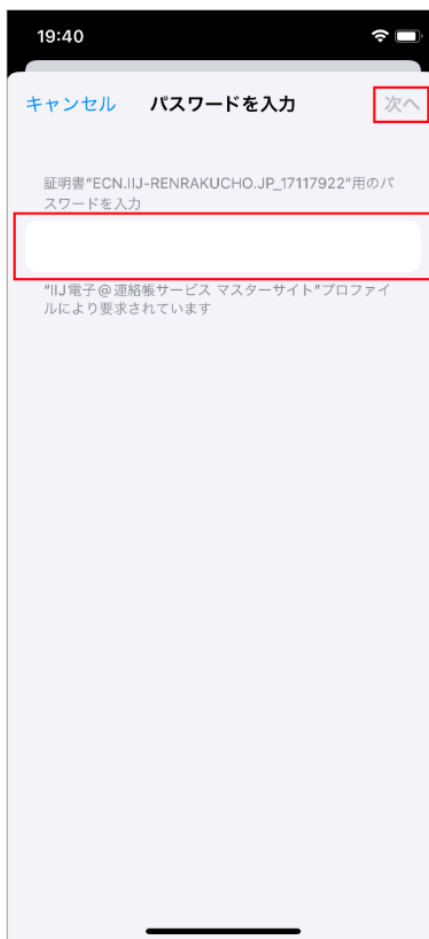 19:40
キャンセル パスワードを入力 次へ
証明書"ECN.IIJ-RENRAKUCHO.JP_17117922"用のパ
スワードを入力
"IIJ電子@連絡帳サービス マスターサイト"プロファイ
ルにより要求されています